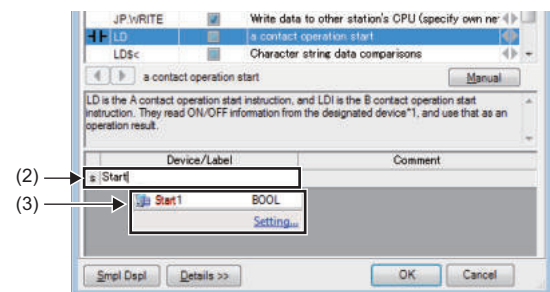 JP.WRITE Write data to other station's CPU (specify own ne
LD a contact operation start
LDS< Character string data comparisons
a contact operation start Manual
LD is the A contact operation start instruction, and LDI is the B contact operation start
instruction. They read ON/OFF information from the designated device*1, and use that as an
operation result.
Device/Label Comment
(2) s Start
(3) Start1 BOOL
Setting...
Smpl Dspl Details >> OK Cancel